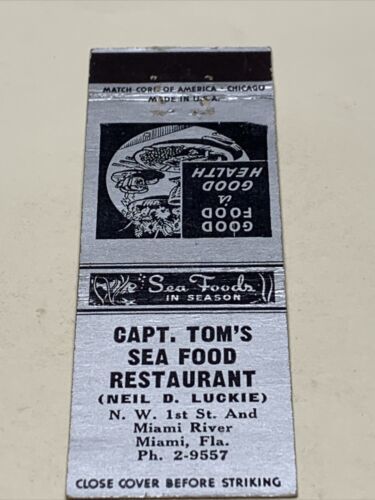 MATCH CORP. OF AMERICA - CHICAGO
MADE IN U.S.A.
GOOD
FOOD
is
GOOD
HEALTH
Sea Foods
IN SEASON
CAPT. TOM'S
SEA FOOD
RESTAURANT
(NEIL D. LUCKIE)
N. W. 1st St. And
Miami River
Miami, Fla.
Ph. 2-9557
CLOSE COVER BEFORE STRIKING